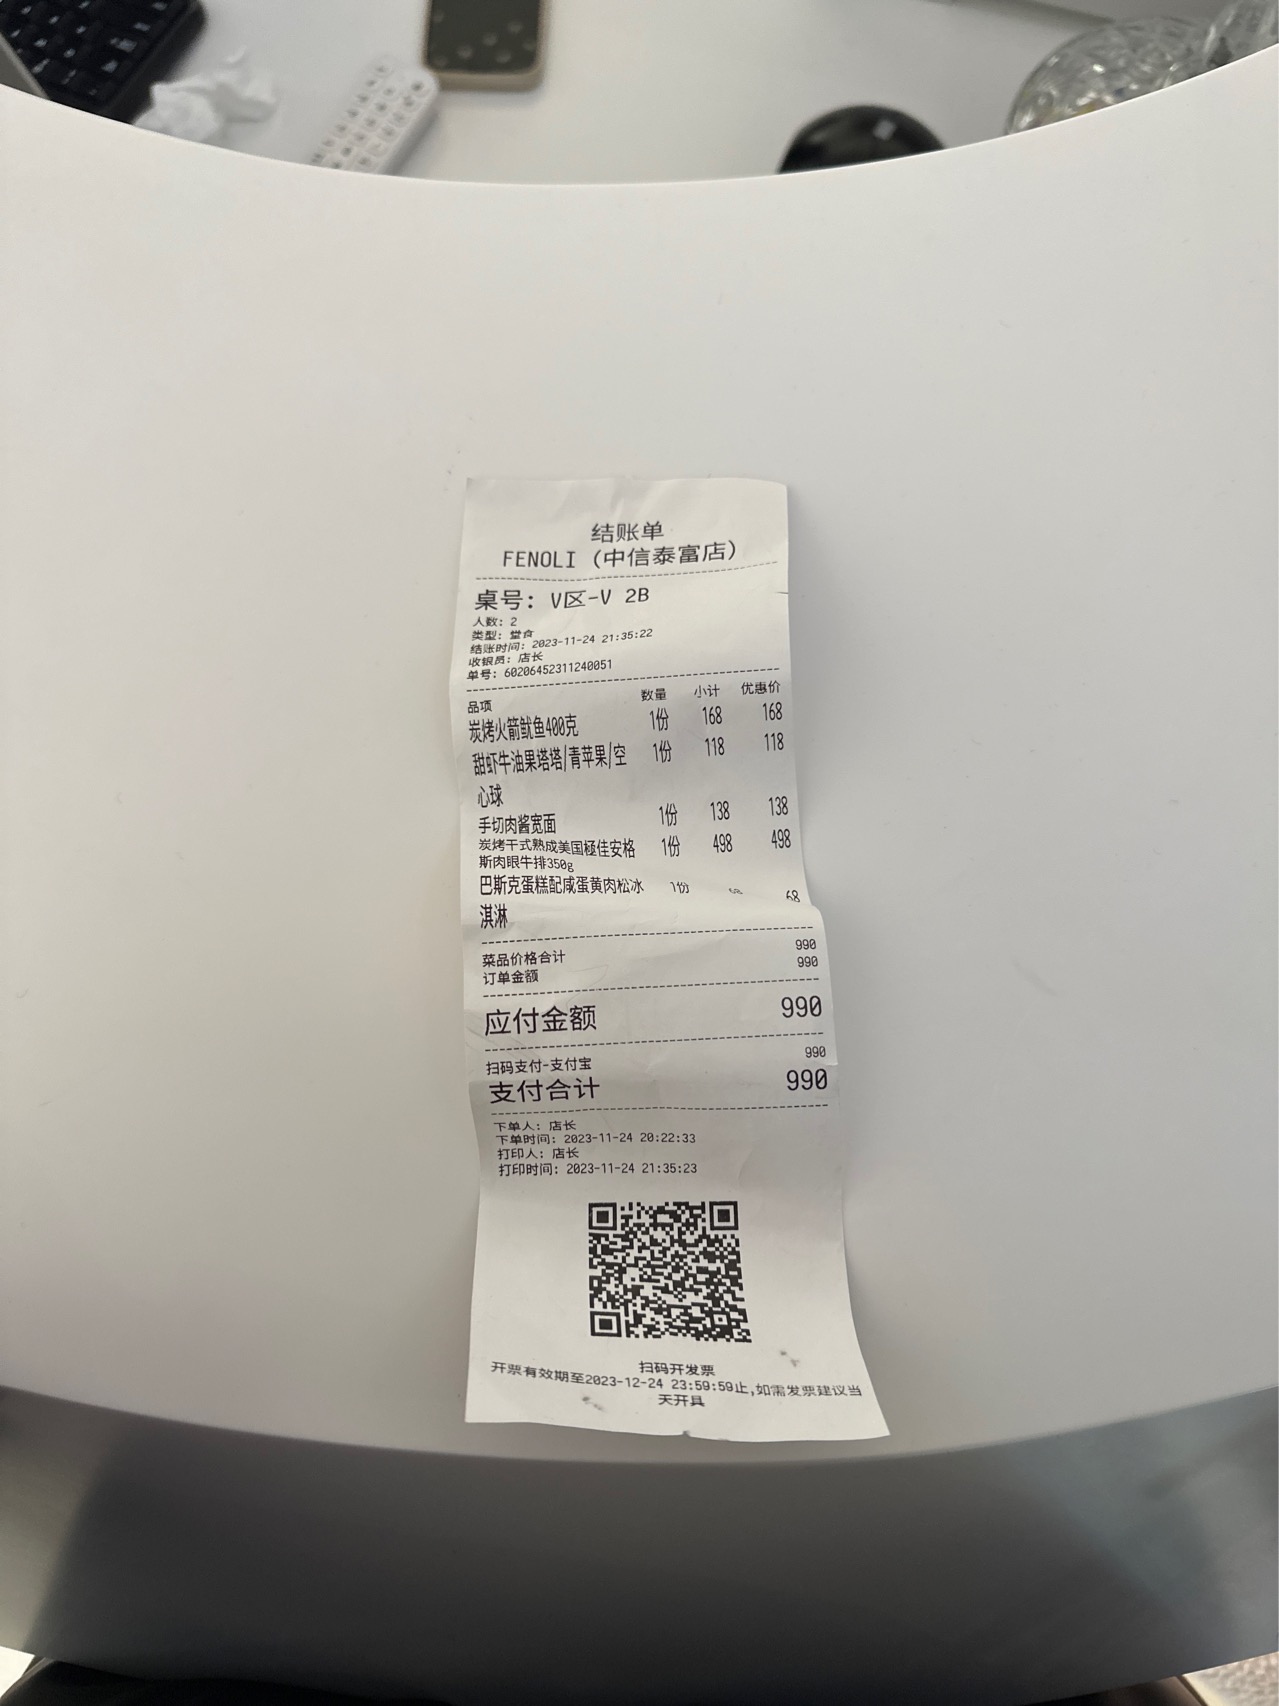 结账单
FENOLI (中信泰富店)
桌号: V区-V 2B
人数: 2
类型: 堂食
结账时间: 2023-11-24 21:35:22
收银员: 店长
单号: 60206452311240051
品项 数量 小计 优惠价
炭烤火箭鱿鱼400克 1份 168 168
甜虾牛油果塔塔/青苹果/空 1份 118 118
心球
手切肉酱宽面 1份 138 138
炭烤干式熟成美国極佳安格 1份 498 498
斯肉眼牛排350g
巴斯克蛋糕配咸蛋黄肉松冰 1份 68 68
淇淋
菜品价格合计 990
订单金额 990
应付金额 990
扫码支付-支付宝 990
支付合计 990
下单人: 店长
下单时间: 2023-11-24 20:22:33
打印人: 店长
打印时间: 2023-11-24 21:35:23
扫码开发票
开票有效期至2023-12-24 23:59:59止,如需发票建议当
天开具